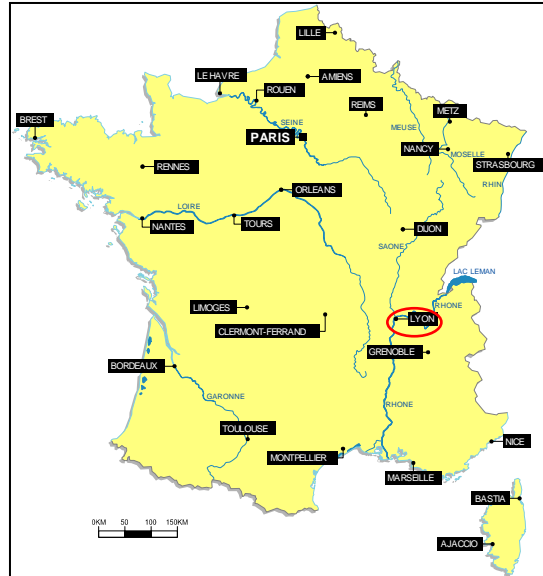 LILLE
LE HAVRE
AMIENS
ROUEN
REIMS
METZ
BREST
SEINE
MEUSE
PARIS
NANCY
MOSELLE
STRASBOURG
RENNES
RHIN
ORLEANS
LOIRE
NANTES
TOURS
DIJON
SAONE
LAC LEMAN
RHONE
LIMOGES
LYON
CLERMONT-FERRAND
GRENOBLE
BORDEAUX
GARONNE
RHONE
TOULOUSE
MONTPELLIER
NICE
MARSEILLE
BASTIA
0KM 50 100 150KM
AJACCIO